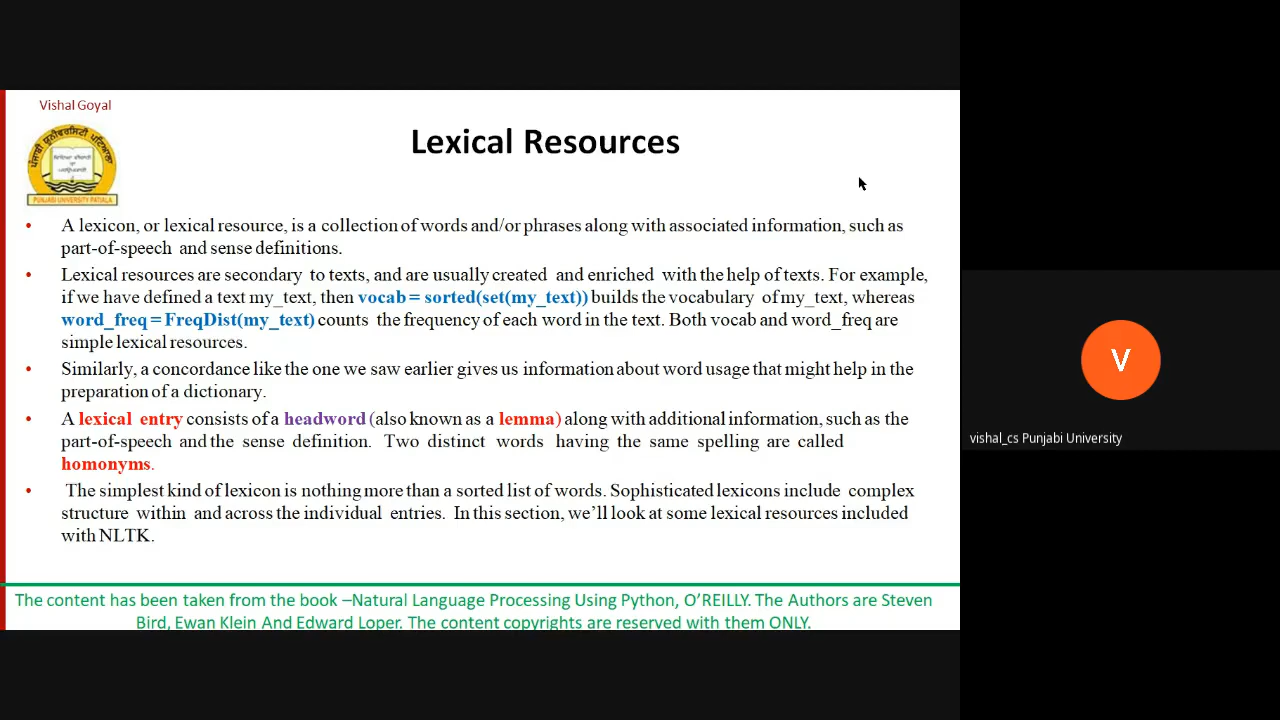 Vishal Goyal
ਪੰਜਾਬੀ ਯੂਨੀਵਰਸਿਟੀ ਪਟਿਆਲਾ
PUNJABI UNIVERSITY PATIALA
Lexical Resources
• A lexicon, or lexical resource, is a collection of words and/or phrases along with associated information, such as
part-of-speech and sense definitions.
• Lexical resources are secondary to texts, and are usually created and enriched with the help of texts. For example,
if we have defined a text my_text, then vocab = sorted(set(my_text)) builds the vocabulary of my_text, whereas
word_freq = FreqDist(my_text) counts the frequency of each word in the text. Both vocab and word_freq are
simple lexical resources.
• Similarly, a concordance like the one we saw earlier gives us information about word usage that might help in the
preparation of a dictionary.
• A lexical entry consists of a headword (also known as a lemma) along with additional information, such as the
part-of-speech and the sense definition. Two distinct words having the same spelling are called
homonyms.
• The simplest kind of lexicon is nothing more than a sorted list of words. Sophisticated lexicons include complex
structure within and across the individual entries. In this section, we’ll look at some lexical resources included
with NLTK.
The content has been taken from the book –Natural Language Processing Using Python, O’REILLY. The Authors are Steven
Bird, Ewan Klein And Edward Loper. The content copyrights are reserved with them ONLY.
V
vishal_cs Punjabi University